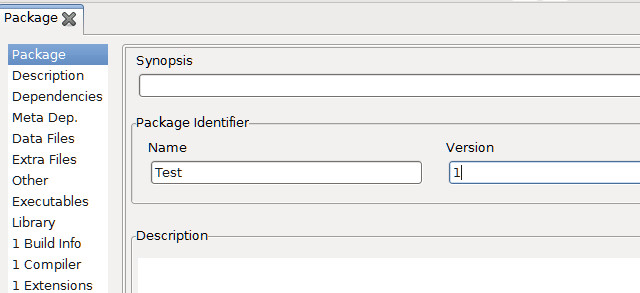 Package
Package
Description
Dependencies
Meta Dep.
Data Files
Extra Files
Other
Executables
Library
1 Build Info
1 Compiler
1 Extensions
Synopsis
Package Identifier
Name
Version
Test
1
Description